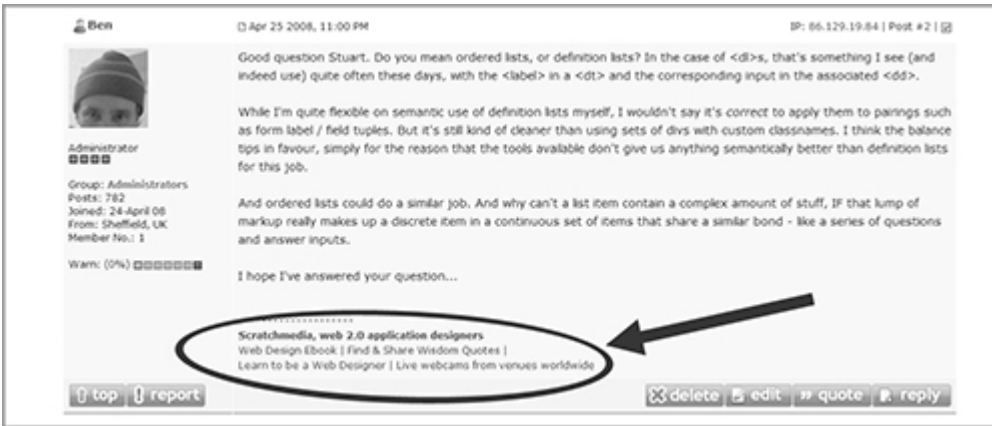 Ben
Apr 25 2008, 11:00 PM
IP: 86.129.19.84 | Post #2 |
Administrator
Group: Administrators
Posts: 782
Joined: 24-April 06
From: Sheffield, UK
Member No.: 1
Warn: (0%)
Good question Stuart. Do you mean ordered lists, or definition lists? In the case of <dl>s, that's something I see (and
indeed use) quite often these days, with the <label> in a <dt> and the corresponding input in the associated <dd>.
While I'm quite flexible on semantic use of definition lists myself, I wouldn't say it's correct to apply them to pairings such
as form label / field tuples. But it's still kind of cleaner than using sets of divs with custom classnames. I think the balance
tips in favour, simply for the reason that the tools available don't give us anything semantically better than definition lists
for this job.
And ordered lists could do a similar job. And why can't a list item contain a complex amount of stuff, IF that lump of
markup really makes up a discrete item in a continuous set of items that share a similar bond - like a series of questions
and answer inputs.
I hope I've answered your question...
Scratchmedia, web 2.0 application designers
Web Design Ebook | Find & Share Wisdom Quotes |
Learn to be a Web Designer | Live webcams from venues worldwide
top report
delete edit quote reply